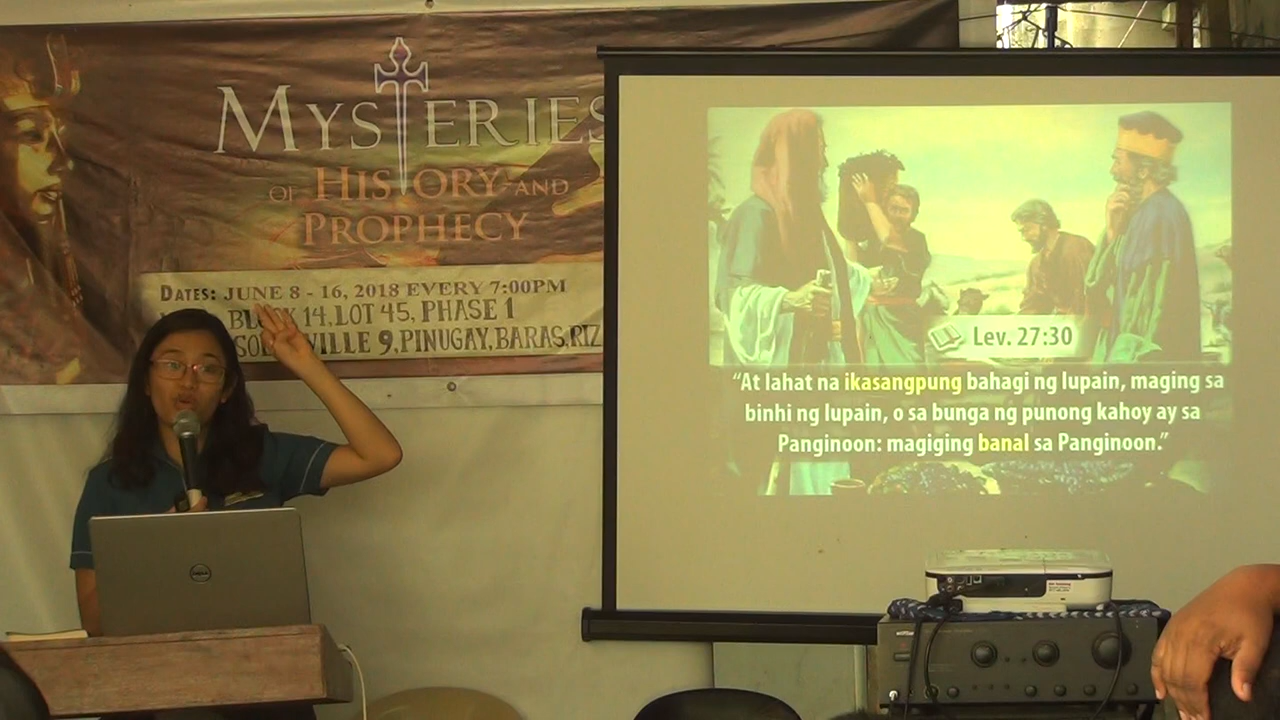 MYSTERIES
OF HISTORY AND
PROPHECY
DATES: JUNE 8 - 16, 2018 EVERY 7:00PM
BLOCK 14, LOT 45, PHASE 1
VILLE 9, PINUGAY, BARAS, RIZ
Lev. 27:30
“At lahat na ikasangpung bahagi ng lupain, maging sa
binhi ng lupain, o sa bunga ng punong kahoy ay sa
Panginoon: magiging banal sa Panginoon.”
DELL